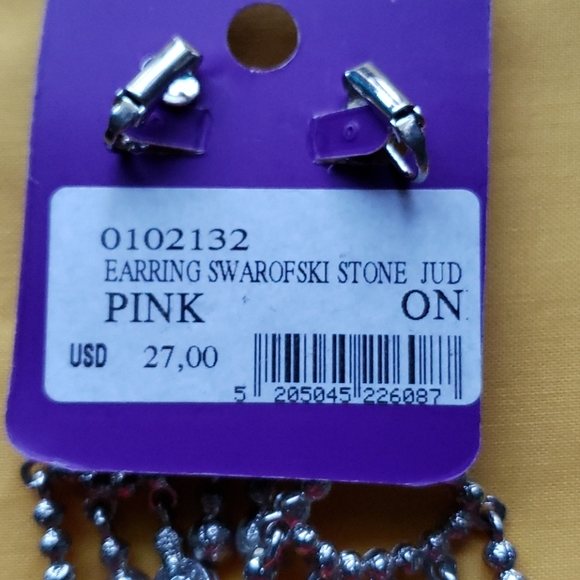 0102132
EARRING SWAROFSKI STONE JUD
PINK ON
USD 27,00
5 205045 226087